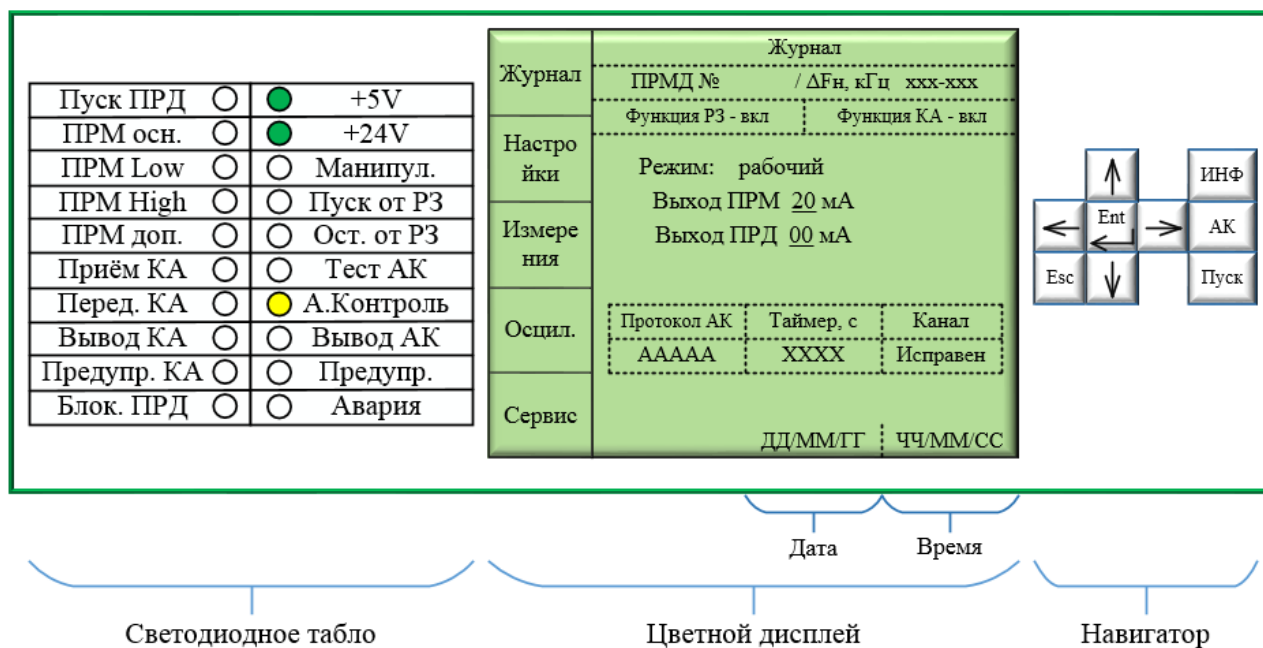 Пуск ПРД +5V
ПРМ осн. +24V
ПРМ Low Манипул.
ПРМ High Пуск от РЗ
ПРМ доп. Ост. от РЗ
Приём КА Тест АК
Перед. КА А.Контроль
Вывод КА Вывод АК
Предупр. КА Предупр.
Блок. ПРД Авария
Журнал
Настро
йки
Измере
ния
Осцил.
Сервис
Журнал
ПРМД № / ΔFн, кГц xxx-xxx
Функция РЗ - вкл Функция КА - вкл
Режим: рабочий
Выход ПРМ 20 мА
Выход ПРД 00 мА
Протокол АК Таймер, с Канал
ААААА ХХХХ Исправен
ДД/ММ/ГГ ЧЧ/ММ/СС
ИНФ
Ent АК
Esc Пуск
Дата Время
Светодиодное табло Цветной дисплей Навигатор